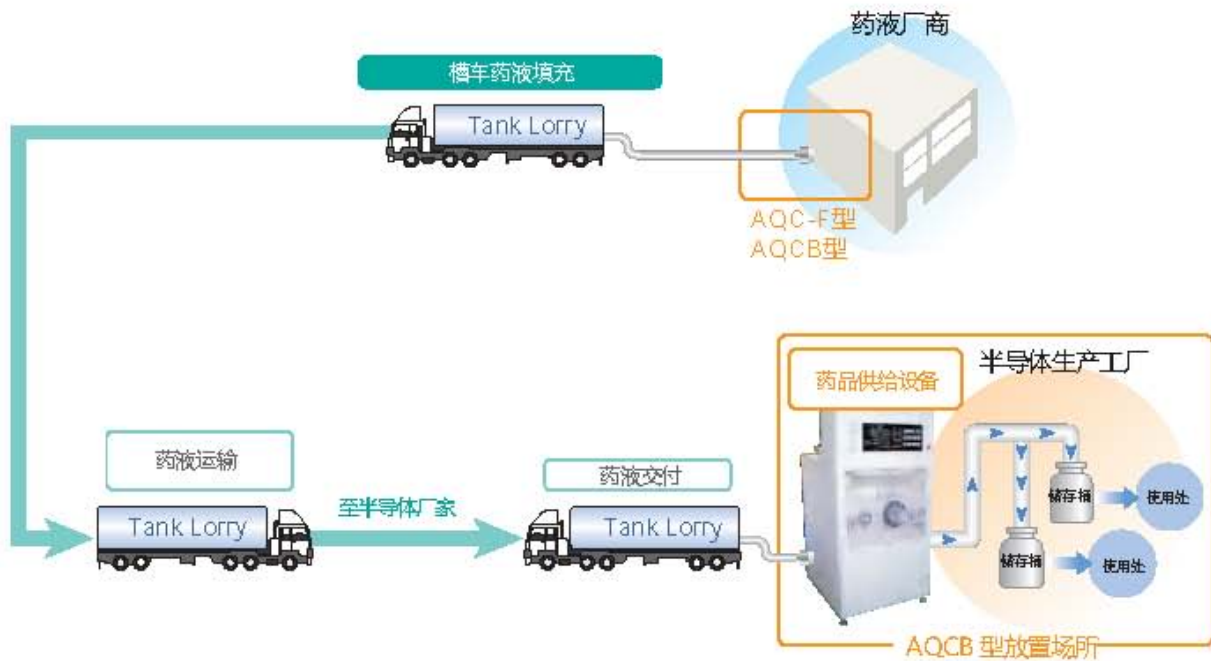 药液厂商
槽车药液填充
Tank Lorry
AQC-F型
AQCB型
药液运输
Tank Lorry
至半导体厂家
药液交付
Tank Lorry
半导体生产工厂
药品供给设备
储存桶
使用处
储存桶
使用处
AQCB 型放置场所